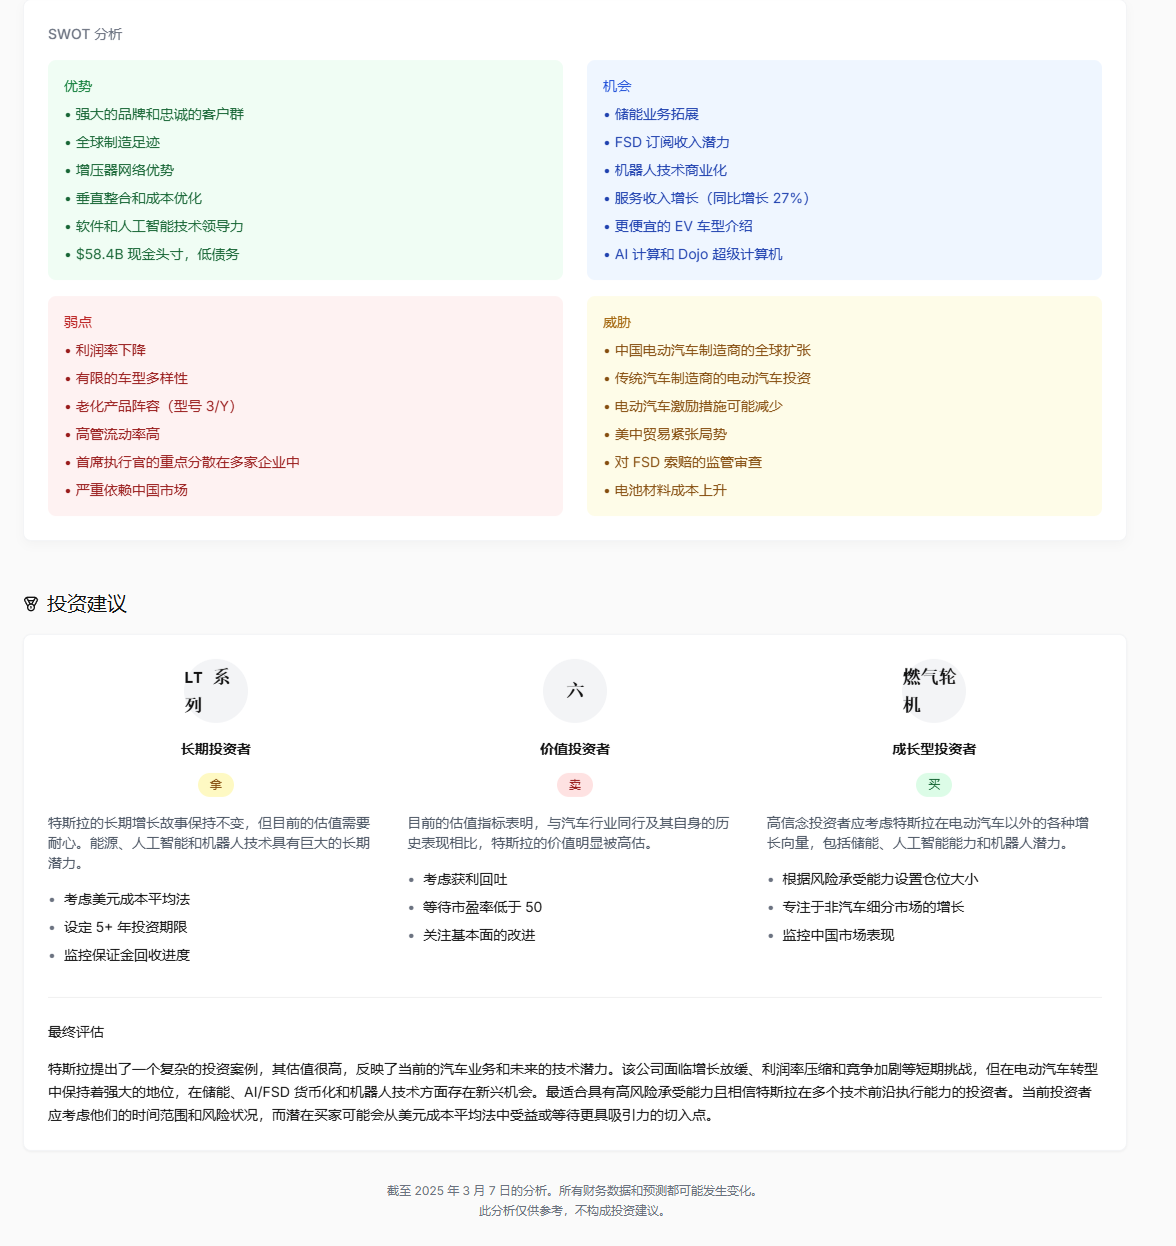 SWOT 分析
优势
• 强大的品牌和忠诚的客户群
• 全球制造足迹
• 增压器网络优势
• 垂直整合和成本优化
• 软件和人工智能技术领导力
• $58.4B 现金头寸，低债务
机会
• 储能业务拓展
• FSD 订阅收入潜力
• 机器人技术商业化
• 服务收入增长（同比增长 27%）
• 更便宜的 EV 车型介绍
• AI 计算和 Dojo 超级计算机
弱点
• 利润率下降
• 有限的车型多样性
• 老化产品阵容（型号 3/Y）
• 高管流动率高
• 首席执行官的重点分散在多家企业中
• 严重依赖中国市场
威胁
• 中国电动汽车制造商的全球扩张
• 传统汽车制造商的电动汽车投资
• 电动汽车激励措施可能减少
• 美中贸易紧张局势
• 对 FSD 索赔的监管审查
• 电池材料成本上升
投资建议
LT 系
列
长期投资者
拿
特斯拉的长期增长故事保持不变，但目前的估值需要
耐心。能源、人工智能和机器人技术具有巨大的长期
潜力。
• 考虑美元成本平均法
• 设定 5+ 年投资期限
• 监控保证金回收进度
六
价值投资者
卖
目前的估值指标表明，与汽车行业同行及其自身的历
史表现相比，特斯拉的价值明显被高估。
• 考虑获利回吐
• 等待市盈率低于 50
• 关注基本面的改进
燃气轮
机
成长型投资者
买
高信念投资者应考虑特斯拉在电动汽车以外的各种增
长向量，包括储能、人工智能能力和机器人潜力。
• 根据风险承受能力设置仓位大小
• 专注于非汽车细分市场的增长
• 监控中国市场表现
最终评估
特斯拉提出了一个复杂的投资案例，其估值很高，反映了当前的汽车业务和未来的技术潜力。该公司面临增长放缓、利润率压缩和竞争加剧等短期挑战，但在电动汽车转型
中保持着强大的地位，在储能、AI/FSD 货币化和机器人技术方面存在新兴机会。最适合具有高风险承受能力且相信特斯拉在多个技术前沿执行能力的投资者。当前投资者
应考虑他们的时间范围和风险状况，而潜在买家可能会从美元成本平均法中受益或等待更具吸引力的切入点。
截至 2025 年 3 月 7 日的分析。所有财务数据和预测都可能发生变化。
此分析仅供参考，不构成投资建议。